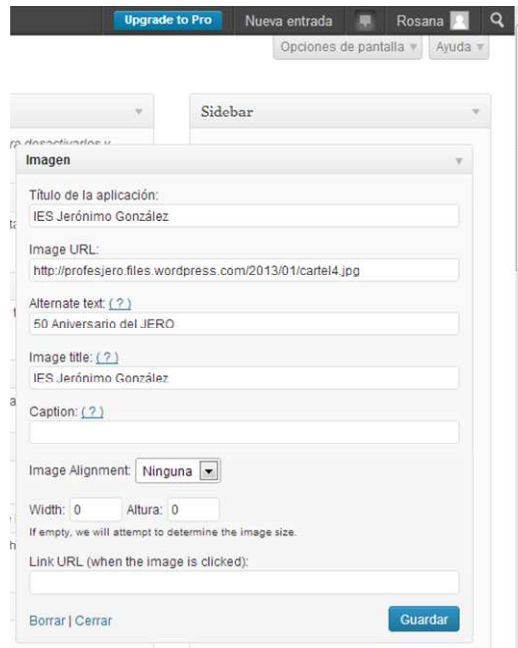 Upgrade to Pro Nueva entrada Rosana
Opciones de pantalla Ayuda
Sidebar
Imagen
Título de la aplicación:
IES Jerónimo González
Image URL:
http://profesjero.files.wordpress.com/2013/01/cartel4.jpg
Alternate text: (?)
50 Aniversario del JERO
Image title: (?)
IES Jerónimo González
Caption: (?)
Image Alignment: Ninguna
Width: 0 Altura: 0
If empty, we will attempt to determine the image size.
Link URL (when the image is clicked):
Borrar | Cerrar Guardar